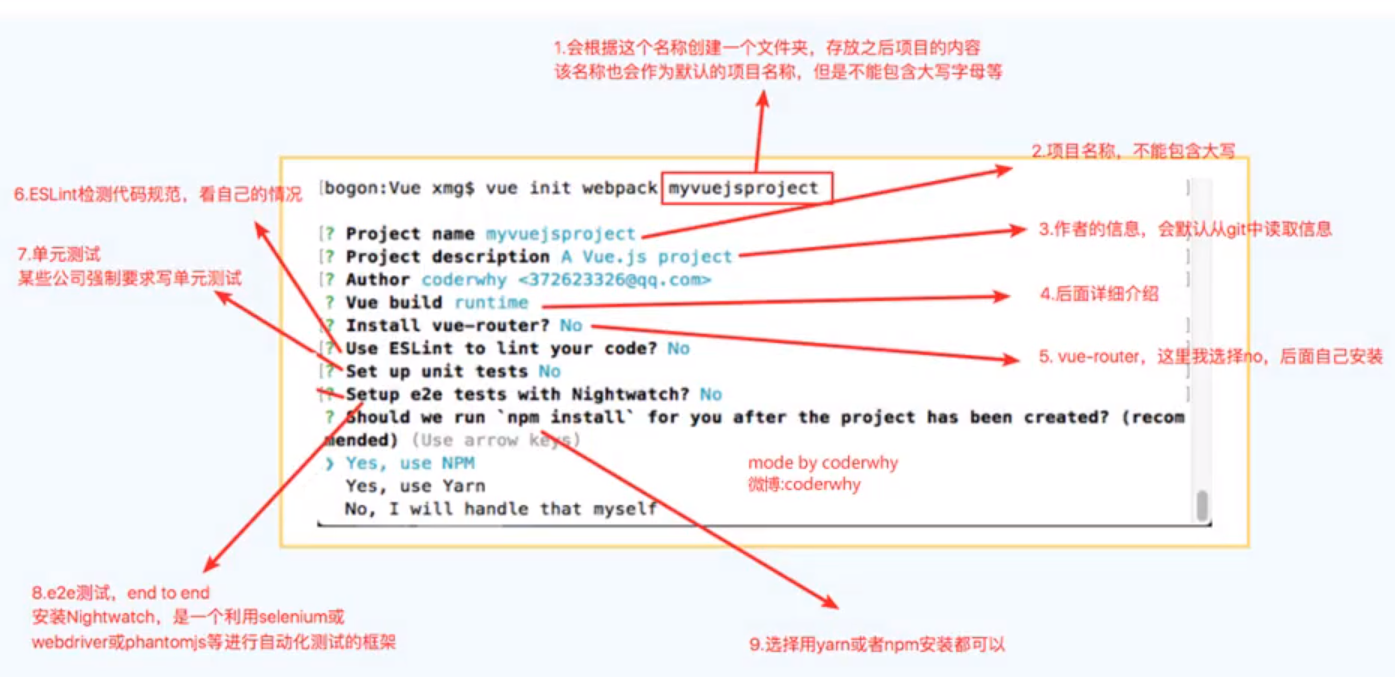 1.会根据这个名称创建一个文件夹，存放之后项目的内容
该名称也会作为默认的项目名称，但是不能包含大写字母等
2.项目名称，不能包含大写
6.ESLint检测代码规范，看自己的情况
[bogon:Vue xmg$ vue init webpack myvuejsproject ]
3.作者的信息，会默认从git中读取信息
7.单元测试
某些公司强制要求写单元测试
[? Project name myvuejsproject ]
[? Project description A Vue.js project ]
[? Author coderwhy <372623326@qq.com> ]
? Vue build runtime
[? Install vue-router? No ]
[? Use ESLint to lint your code? No ]
[? Set up unit tests No ]
[? Setup e2e tests with Nightwatch? No ]
? Should we run `npm install` for you after the project has been created? (recom
mended) (Use arrow keys)
❯ Yes, use NPM
Yes, use Yarn
No, I will handle that myself
4.后面详细介绍
5. vue-router，这里我选择no，后面自己安装
mode by coderwhy
微博:coderwhy
8.e2e测试，end to end
安装Nightwatch，是一个利用selenium或
webdriver或phantomjs等进行自动化测试的框架
9.选择用yarn或者npm安装都可以